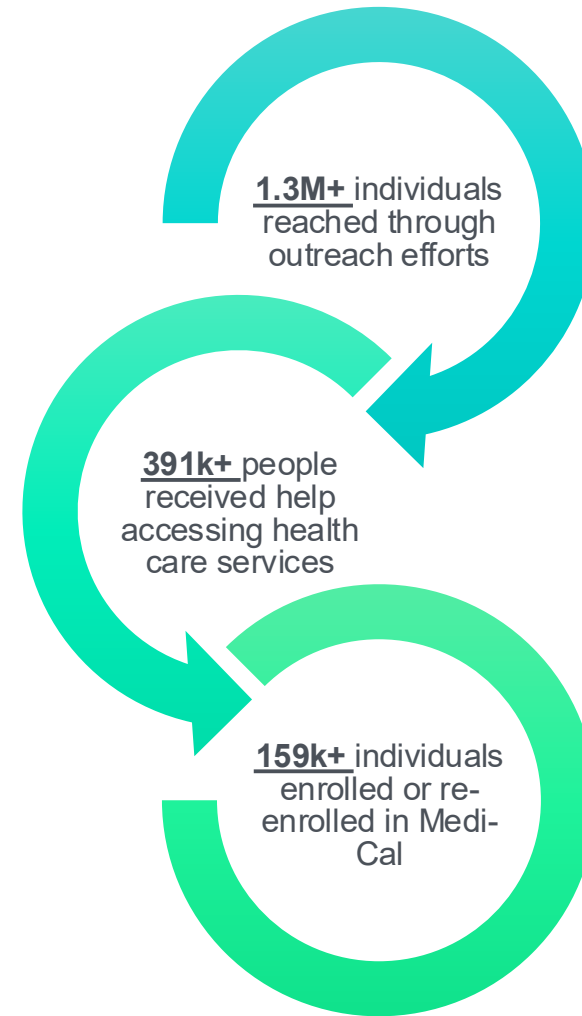 1.3M+ individuals
reached through
outreach efforts
391k+ people
received help
accessing health
care services
159k+ individuals
enrolled or re-
enrolled in Medi-
Cal